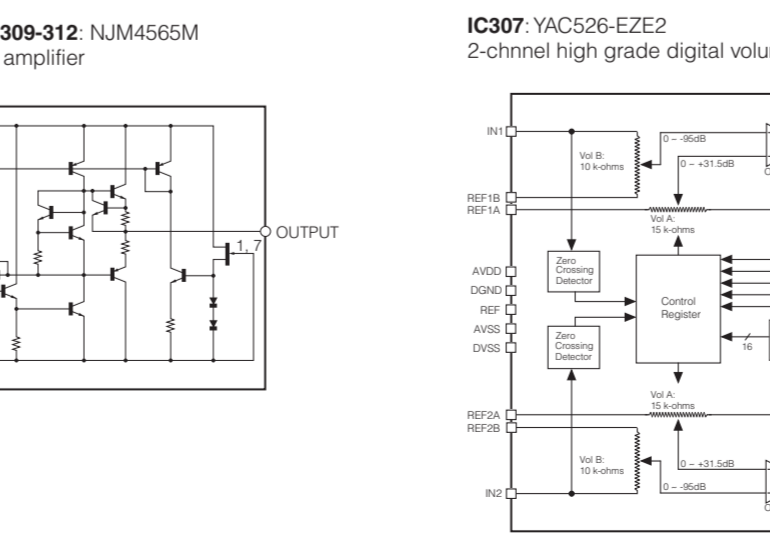 309-312: NJM4565M
amplifier
OUTPUT
1, 7
IC307: YAC526-EZE2
2-chnnel high grade digital
IN1
0 – -95dB
Vol B:
10 k-ohms
0 – +31.5dB
REF1B
REF1A
Vol A:
15 k-ohms
Zero
Crossing
Detector
AVDD
DGND
REF
AVSS
DVSS
Control
Register
Zero
Crossing
Detector
16
Vol A:
15 k-ohms
REF2A
REF2B
Vol B:
10 k-ohms
0 – +31.5dB
0 – -95dB
IN2